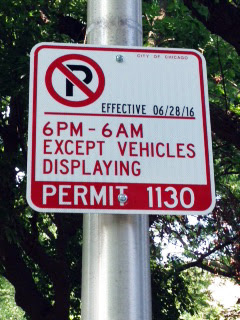 CITY OF CHICAGO
P
EFFECTIVE 06/28/16
6PM - 6AM
EXCEPT VEHICLES
DISPLAYING
PERMIT 1130